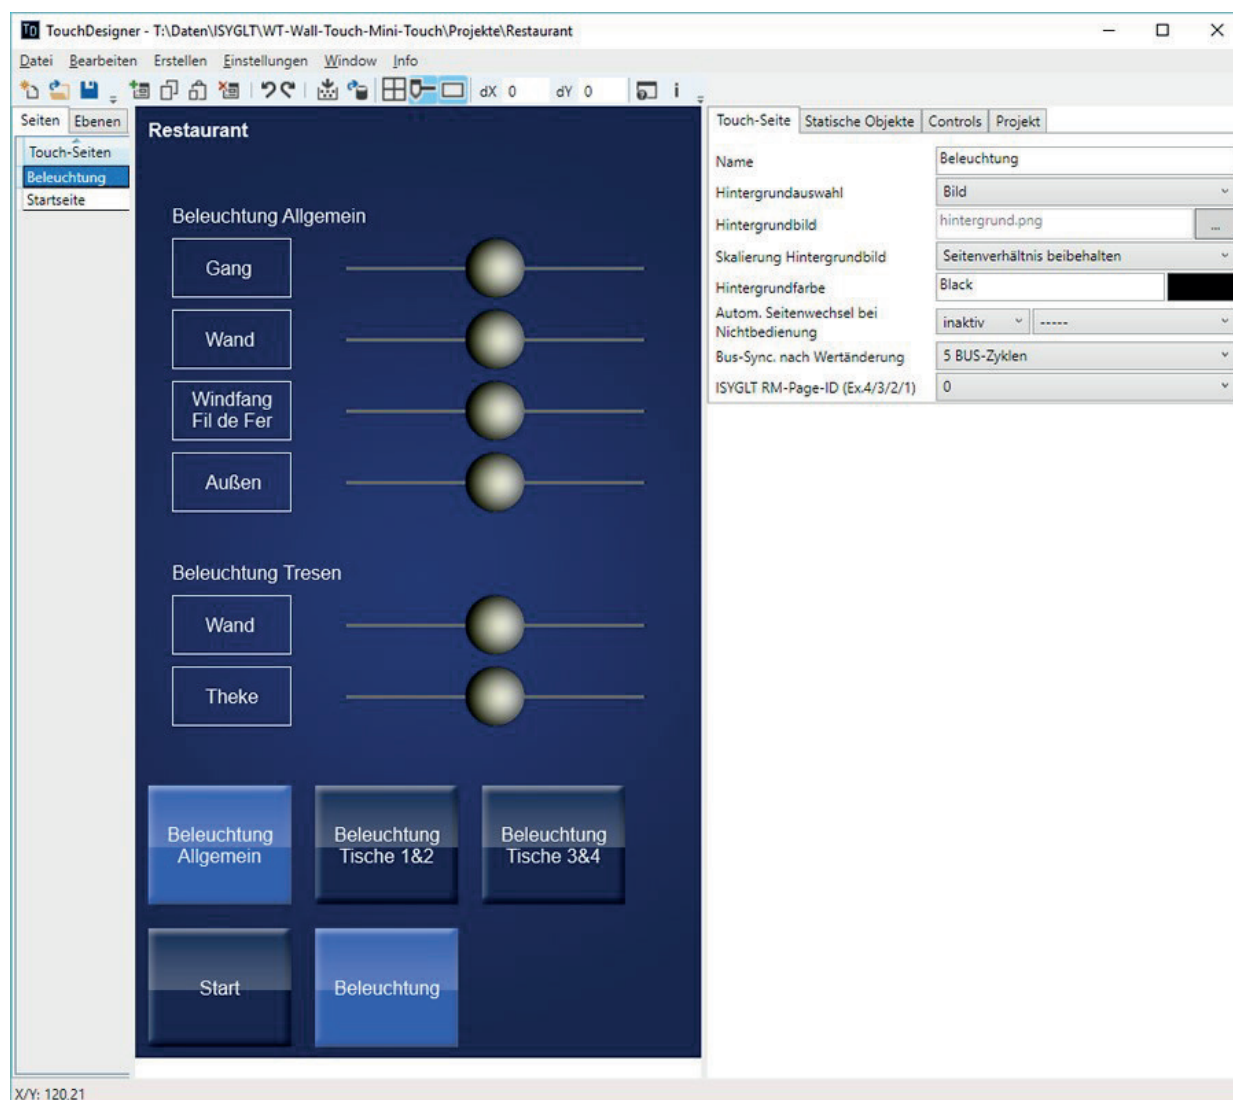 TD TouchDesigner - T:\Daten\ISYGLT\WT-Wall-Touch-Mini-Touch\Projekte\Restaurant
Datei Bearbeiten Erstellen Einstellungen Window Info
dX 0 dY 0
Seiten Ebenen
Touch-Seiten
Beleuchtung
Startseite
Restaurant
Beleuchtung Allgemein
Gang
Wand
Windfang
Fil de Fer
Außen
Beleuchtung Tresen
Wand
Theke
Beleuchtung
Allgemein
Beleuchtung
Tische 1&2
Beleuchtung
Tische 3&4
Start
Beleuchtung
Touch-Seite Statische Objekte Controls Projekt
Name Beleuchtung
Hintergrundauswahl Bild
Hintergrundbild hintergrund.png ...
Skalierung Hintergrundbild Seitenverhältnis beibehalten
Hintergrundfarbe Black
Autom. Seitenwechsel bei
Nichtbedienung inaktiv -----
Bus-Sync. nach Wertänderung 5 BUS-Zyklen
ISYGLT RM-Page-ID (Ex.4/3/2/1) 0
X/Y: 120.21